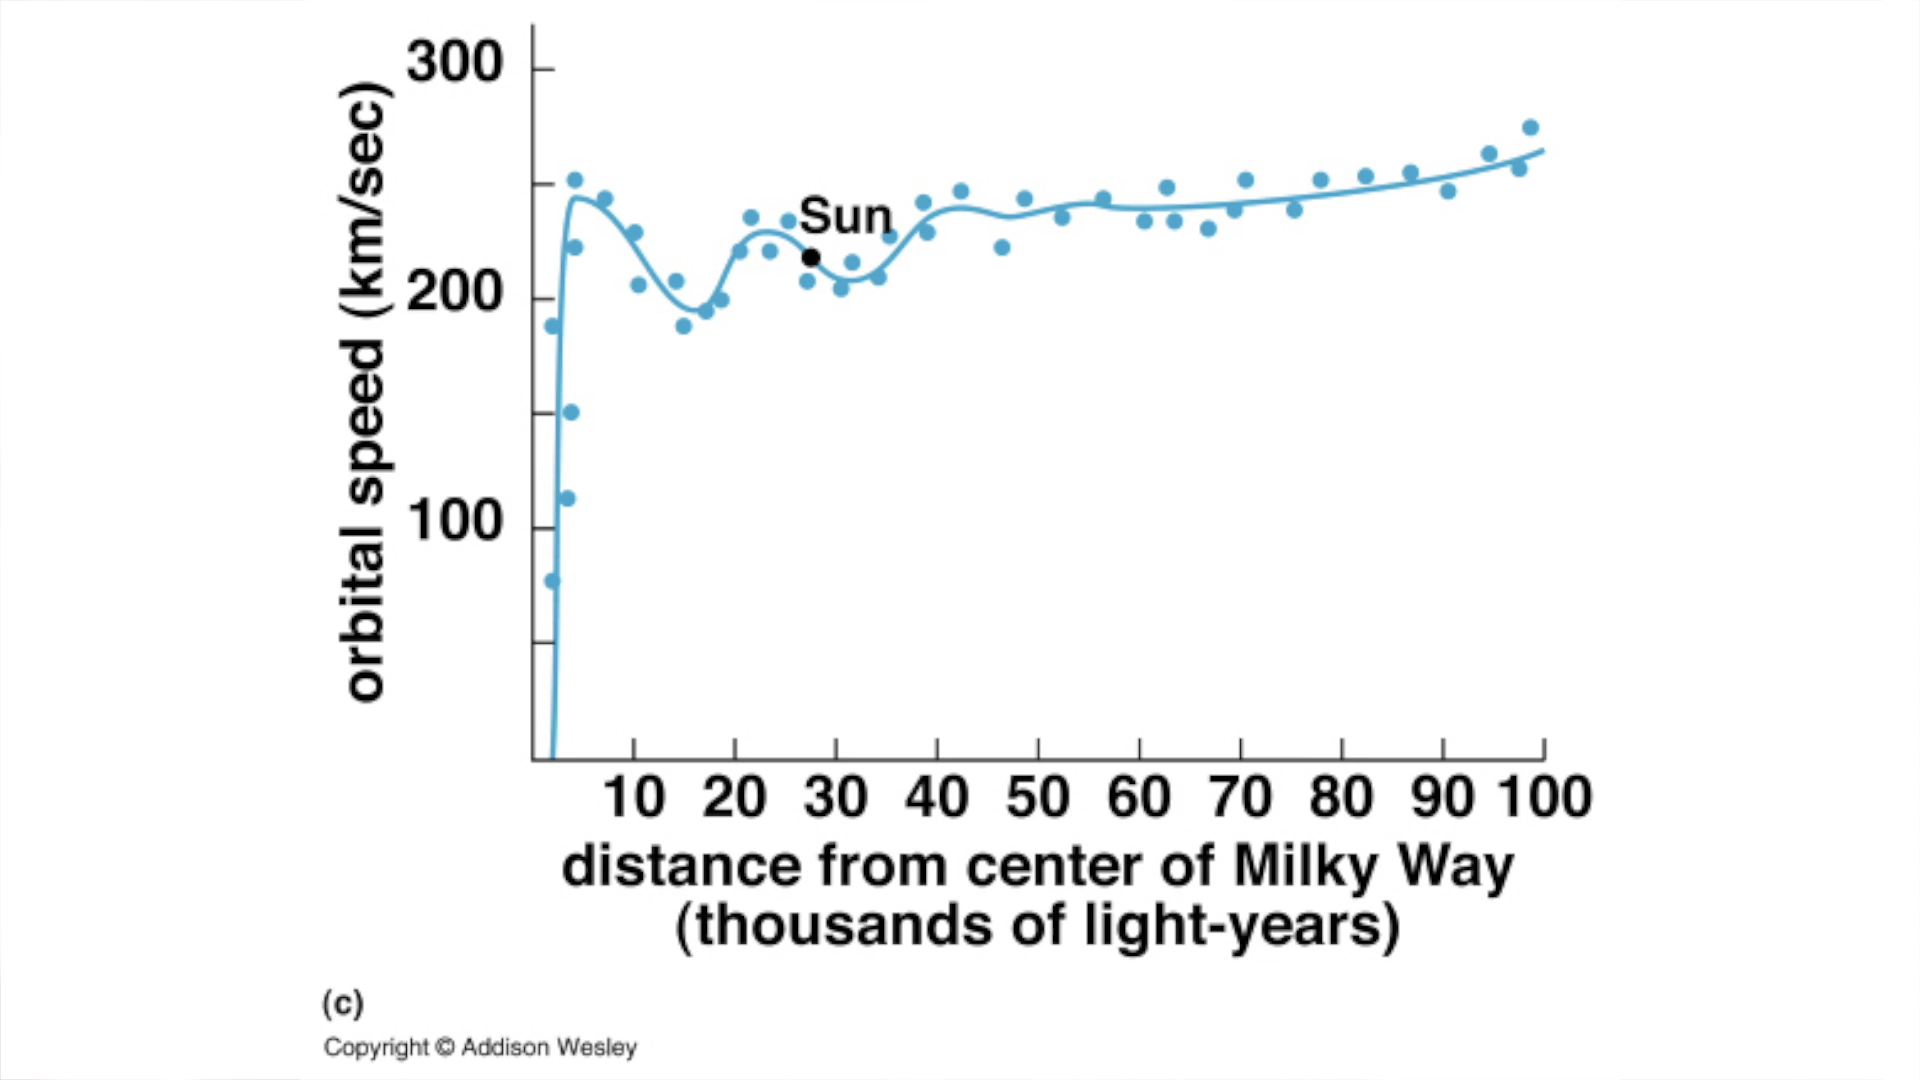 300
200
100
orbital speed (km/sec)
Sun
10 20 30 40 50 60 70 80 90 100
distance from center of Milky Way
(thousands of light-years)
(c)
Copyright © Addison Wesley